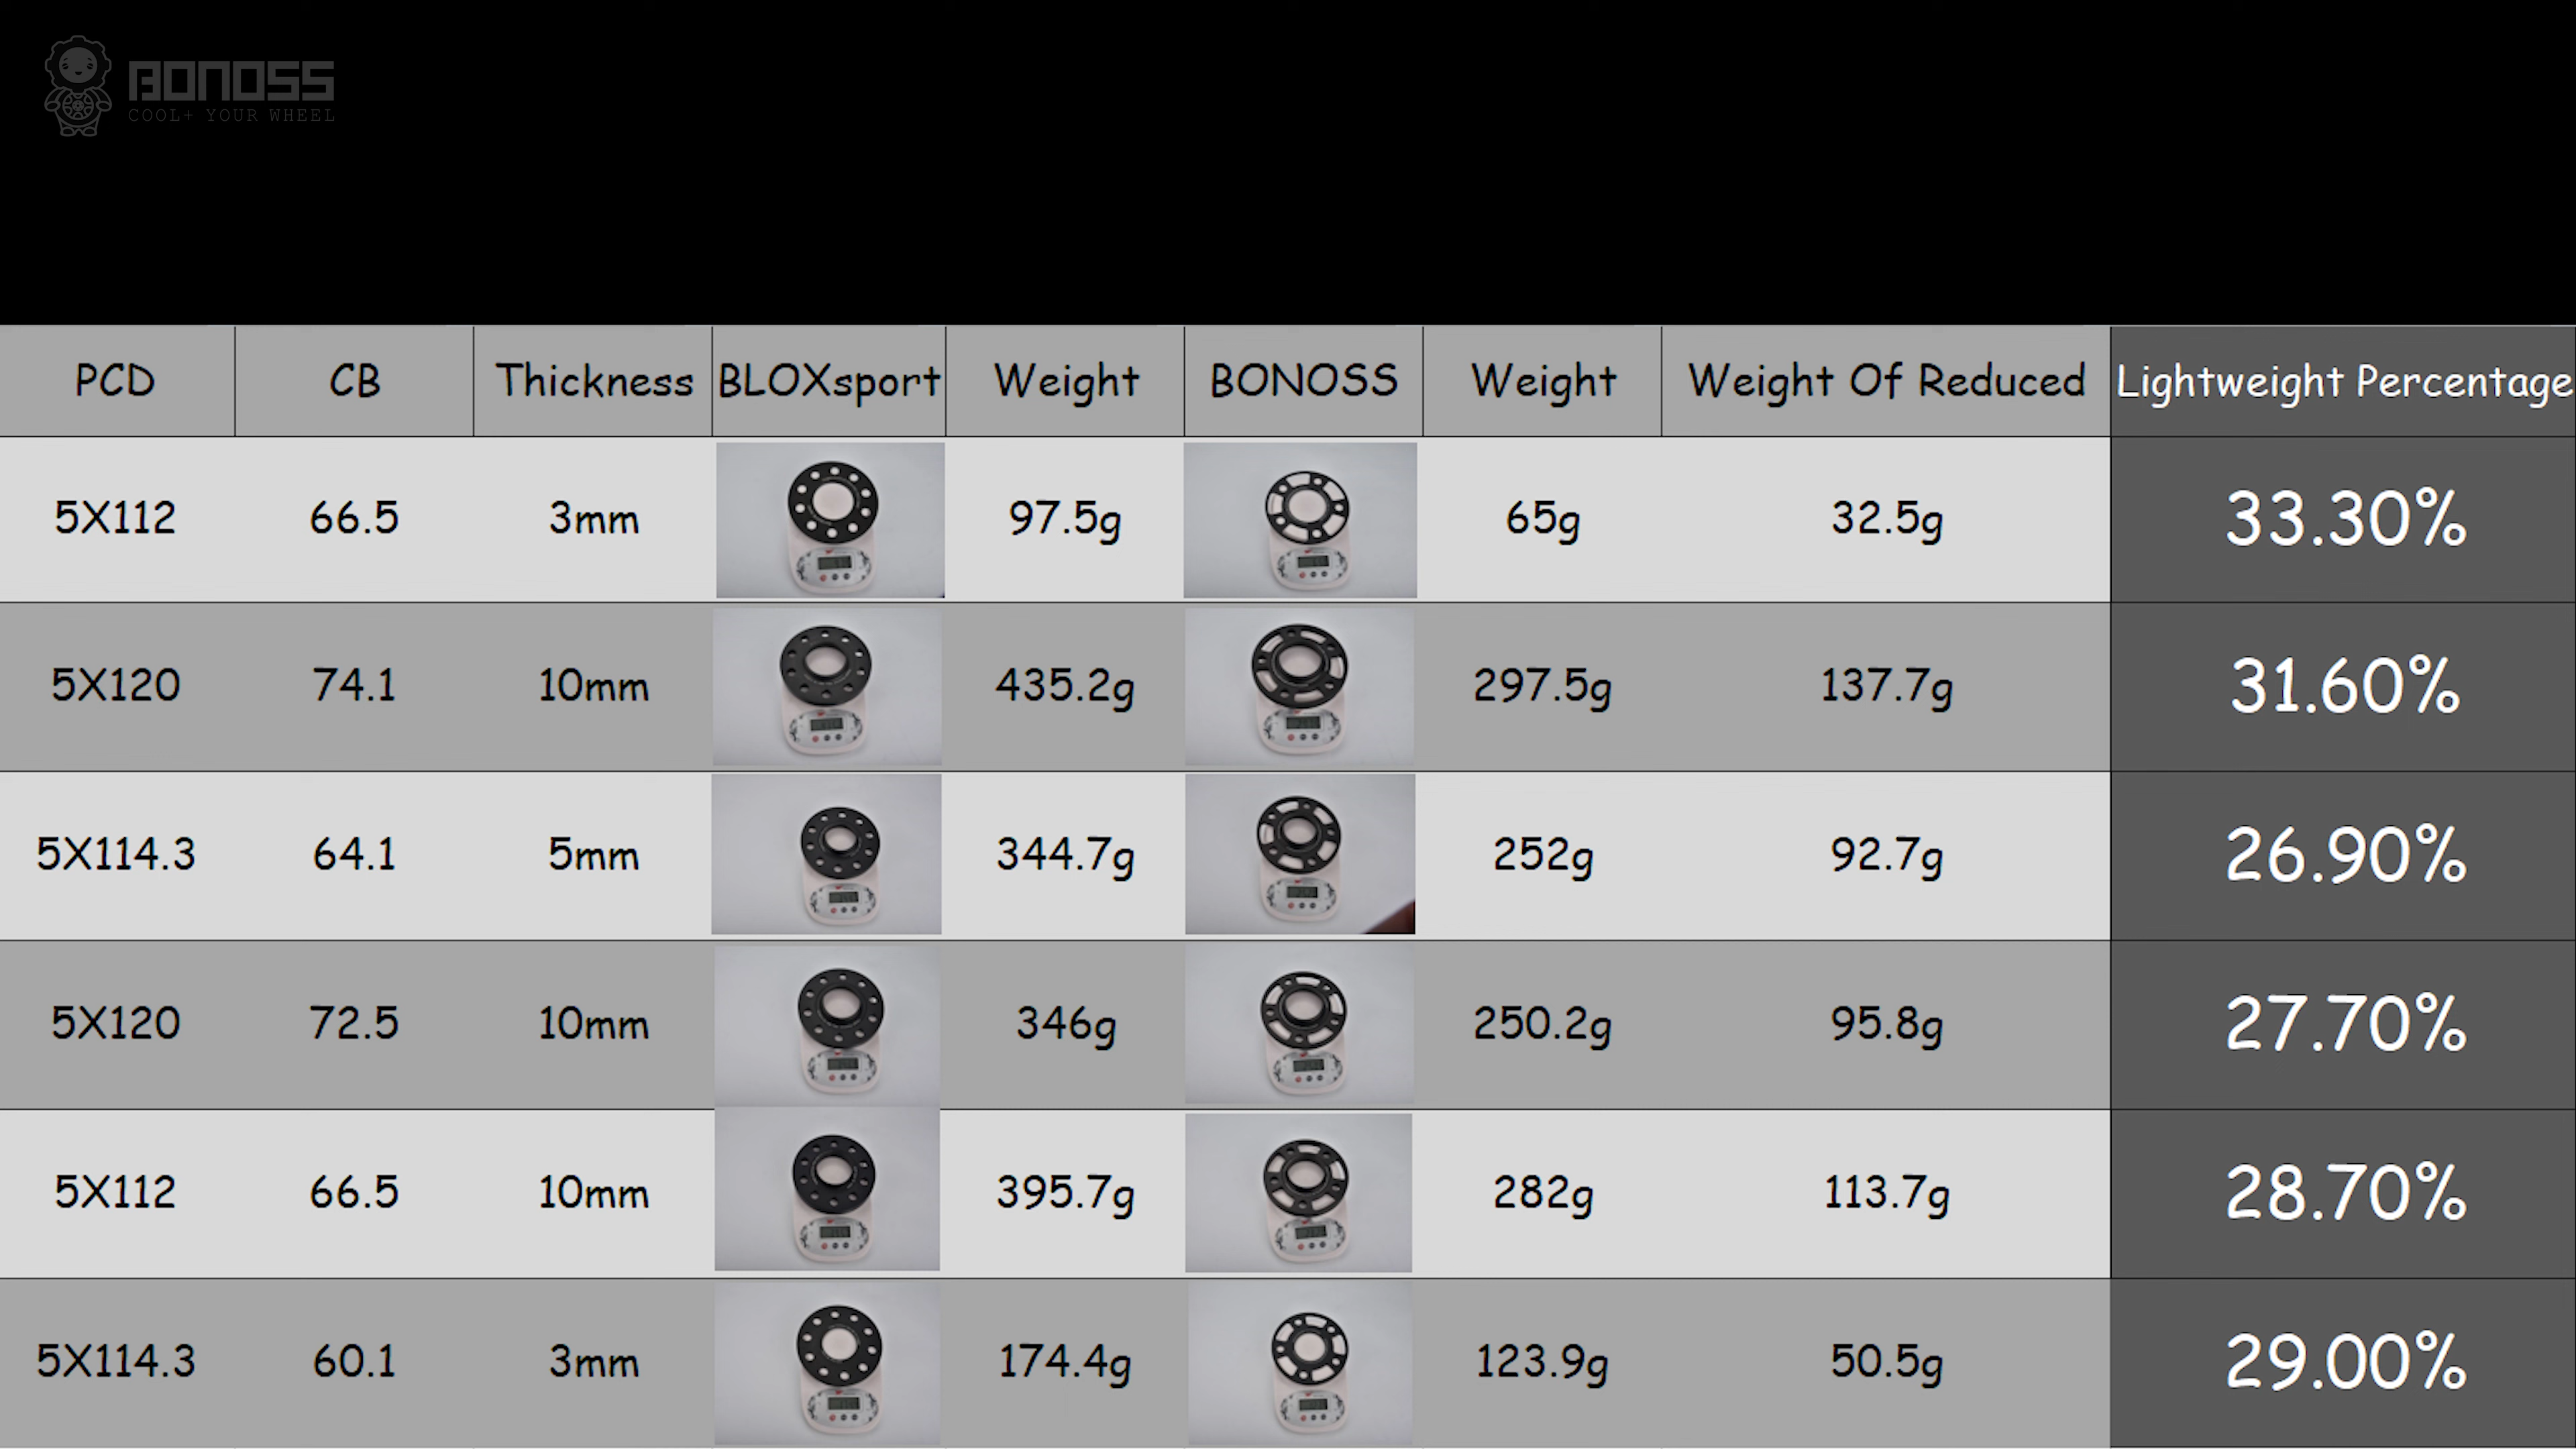 BONOSS
COOL+ YOUR WHEEL
PCD CB Thickness BLOXsport Weight BONOSS Weight Weight Of Reduced Lightweight Percentage
5X112 66.5 3mm 97.5g 65g 32.5g 33.30%
5X120 74.1 10mm 435.2g 297.5g 137.7g 31.60%
5X114.3 64.1 5mm 344.7g 252g 92.7g 26.90%
5X120 72.5 10mm 346g 250.2g 95.8g 27.70%
5X112 66.5 10mm 395.7g 282g 113.7g 28.70%
5X114.3 60.1 3mm 174.4g 123.9g 50.5g 29.00%